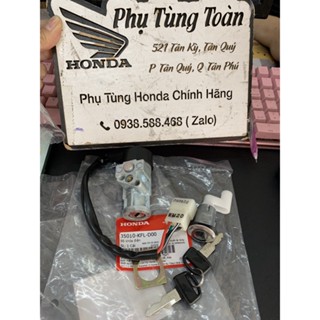 Phụ Tùng Toàn
HONDA
521 Tân Kỳ, Tân Quý
P Tân Quý, Q Tân Phú
Phụ Tùng Honda Chính Hãng
0938.588.468 ( Zalo)
HONDA
35010-KFL-D00